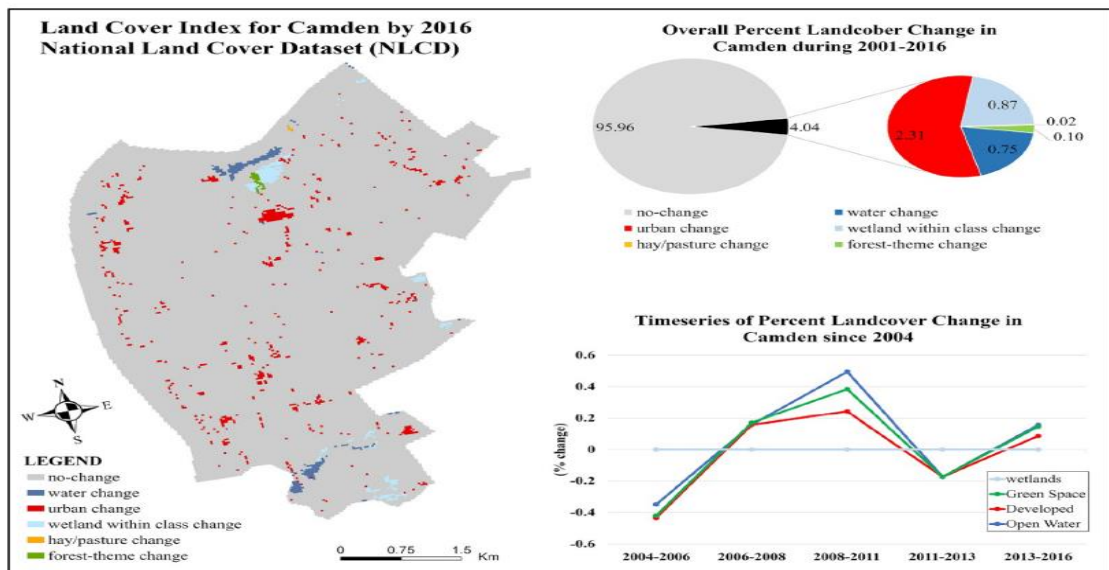 Land Cover Index for Camden by 2016
National Land Cover Dataset (NLCD)
N
W
E
S
LEGEND
no-change
water change
urban change
wetland within class change
hay/pasture change
forest-theme change
0 0.75 1.5
Km
Overall Percent Landcober Change in
Camden during 2001-2016
95.96
4.04
2.31
0.87
0.02
0.10
0.75
no-change
water change
urban change
wetland within class change
hay/pasture change
forest-theme change
Timeseries of Percent Landcover Change in
Camden since 2004
(% change)
0.6
0.4
0.2
0
-0.2
-0.4
-0.6
2004-2006 2006-2008 2008-2011 2011-2013 2013-2016
wetlands
Green Space
Developed
Open Water